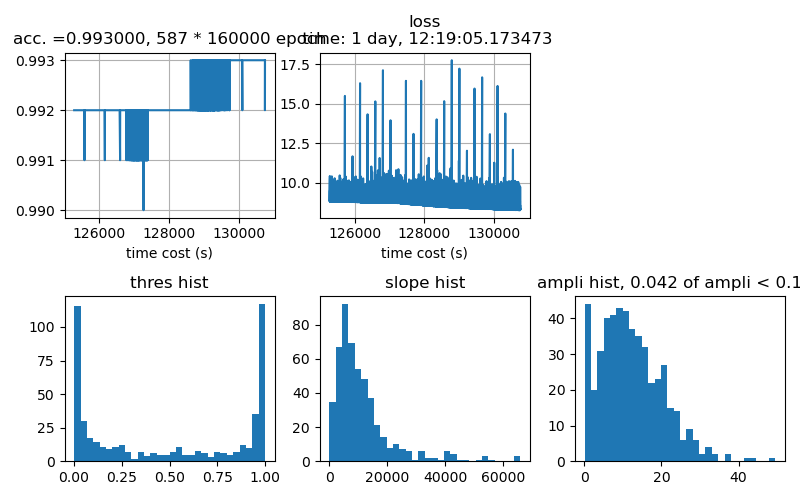 loss
acc. =0.993000, 587 * 160000 epoch
time: 1 day, 12:19:05.173473
0.993
0.992
0.991
0.990
126000 128000 130000
time cost (s)
17.5
15.0
12.5
10.0
126000 128000 130000
time cost (s)
thres hist
100
75
50
25
0
0.00 0.25 0.50 0.75 1.00
slope hist
80
60
40
20
0
0 20000 40000 60000
ampli hist, 0.042 of ampli < 0.1
40
30
20
10
0
0 20 40